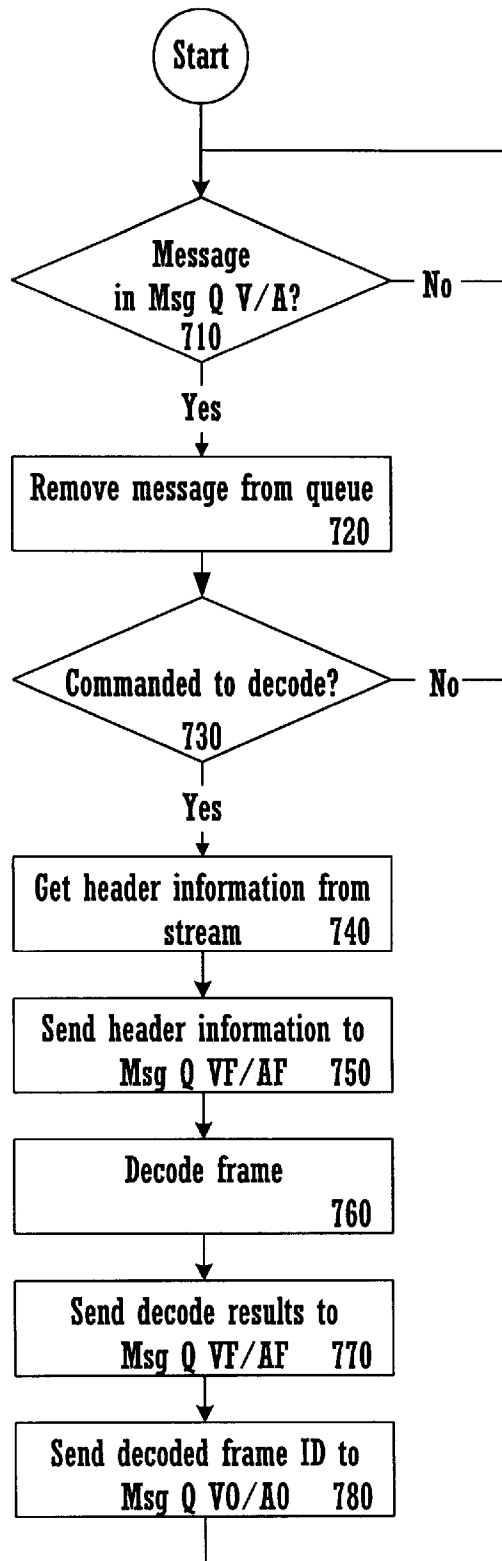 Start
Message
in Msg Q V/A?
710
No
Yes
Remove message from queue
720
Commanded to decode?
730
No
Yes
Get header information from
stream 740
Send header information to
Msg Q VF/AF 750
Decode frame
760
Send decode results to
Msg Q VF/AF 770
Send decoded frame ID to
Msg Q VO/AO 780